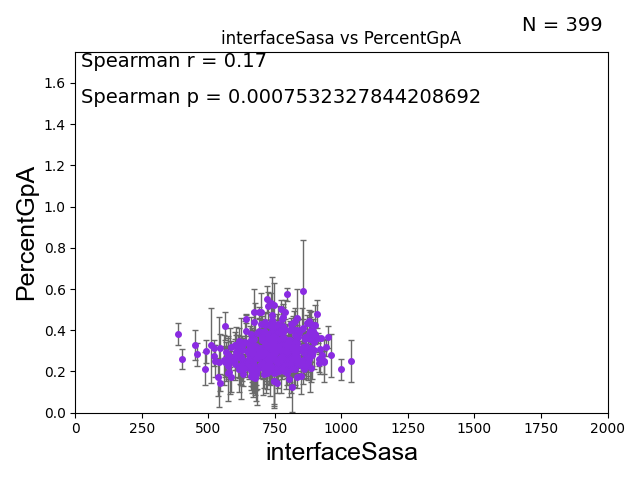 N = 399
interfaceSasa vs PercentGpA
Spearman r = 0.17
Spearman p = 0.0007532327844208692
PercentGpA
1.6
1.4
1.2
1.0
0.8
0.6
0.4
0.2
0.0
0 250 500 750 1000 1250 1500 1750 2000
interfaceSasa